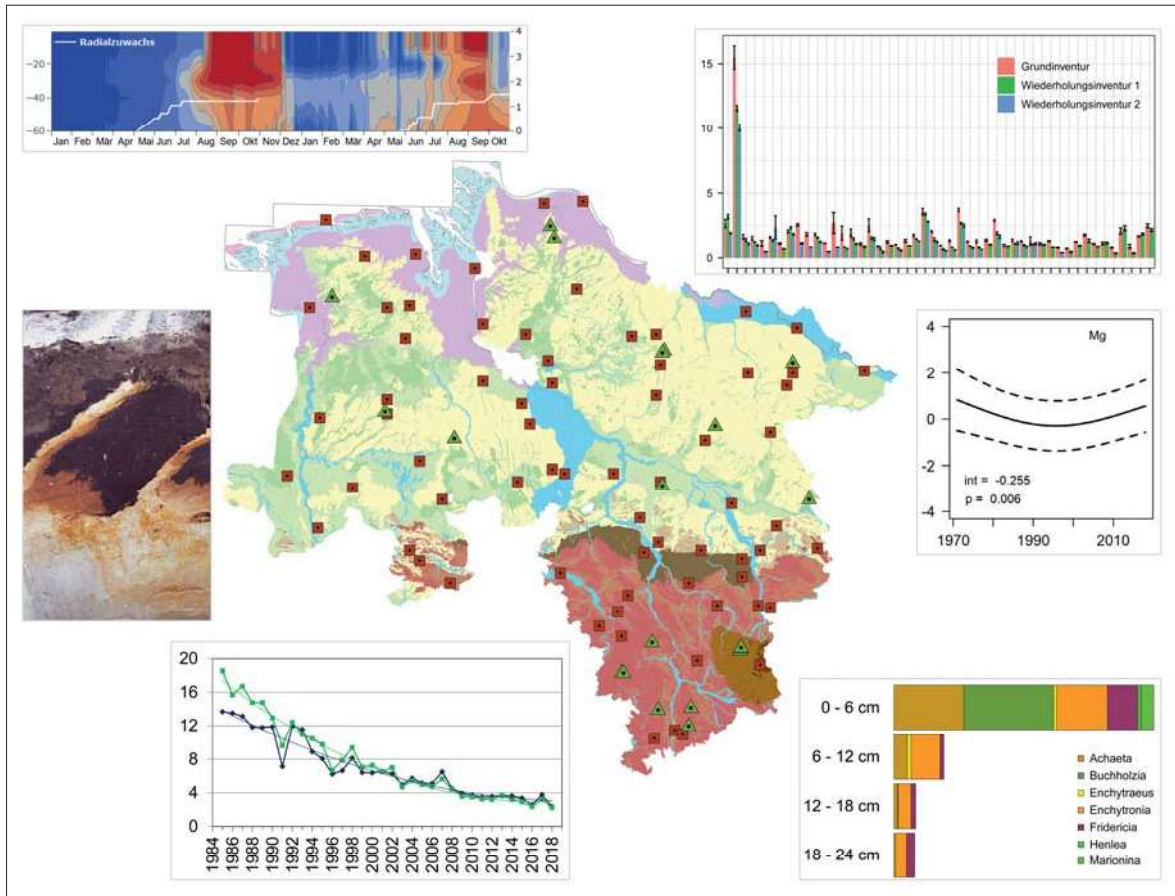 Radialzuwachs
-20
-40
-60
4
3
2
1
0
Jan Feb Mär Apr Mai Jun Jul Aug Sep Okt Nov Dez Jan Feb Mär Apr Mai Jun Jul Aug Sep Okt
15
10
5
0
Grundinventur
Wiederholungsinventur 1
Wiederholungsinventur 2
4
2
0
-2
-4
Mg
int = -0.255
p = 0.006
1970 1990 2010
20
16
12
8
4
0
1984 1986 1988 1990 1992 1994 1996 1998 2000 2002 2004 2006 2008 2010 2012 2014 2016 2018
0 - 6 cm
6 - 12 cm
12 - 18 cm
18 - 24 cm
Achaeta
Buchholzia
Enchytraeus
Enchytronia
Fridericia
Henlea
Marionina